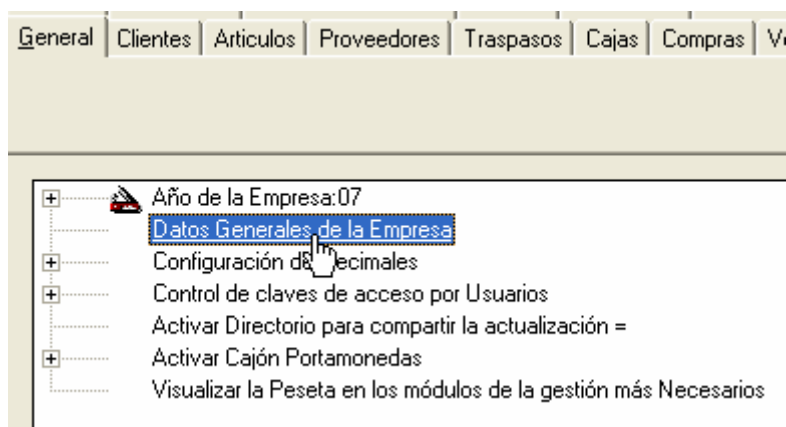 General Clientes Articulos Proveedores Traspasos Cajas Compras
Año de la Empresa:07
Datos Generales de la Empresa
Configuración de Decimales
Control de claves de acceso por Usuarios
Activar Directorio para compartir la actualización =
Activar Cajón Portamonedas
Visualizar la Peseta en los módulos de la gestión más Necesarios